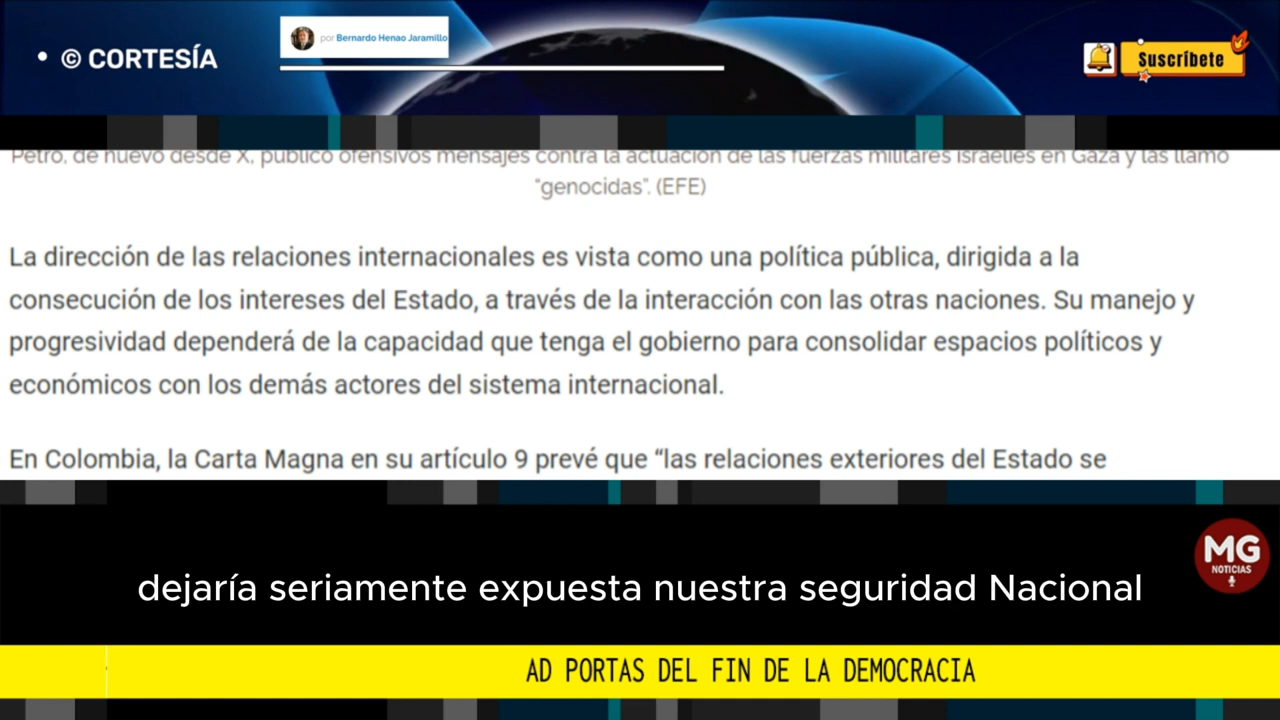 • © CORTESÍA
por Bernardo Henao Jaramillo
Suscríbete
Petro, de nuevo desde X, publicó ofensivos mensajes contra la actuación de las fuerzas militares israelíes en Gaza y las llamó
“genocidas”. (EFE)
La dirección de las relaciones internacionales es vista como una política pública, dirigida a la
consecución de los intereses del Estado, a través de la interacción con las otras naciones. Su manejo y
progresividad dependerá de la capacidad que tenga el gobierno para consolidar espacios políticos y
económicos con los demás actores del sistema internacional.
En Colombia, la Carta Magna en su artículo 9 prevé que “las relaciones exteriores del Estado se
MG
NOTICIAS
dejaría seriamente expuesta nuestra seguridad Nacional
AD PORTAS DEL FIN DE LA DEMOCRACIA